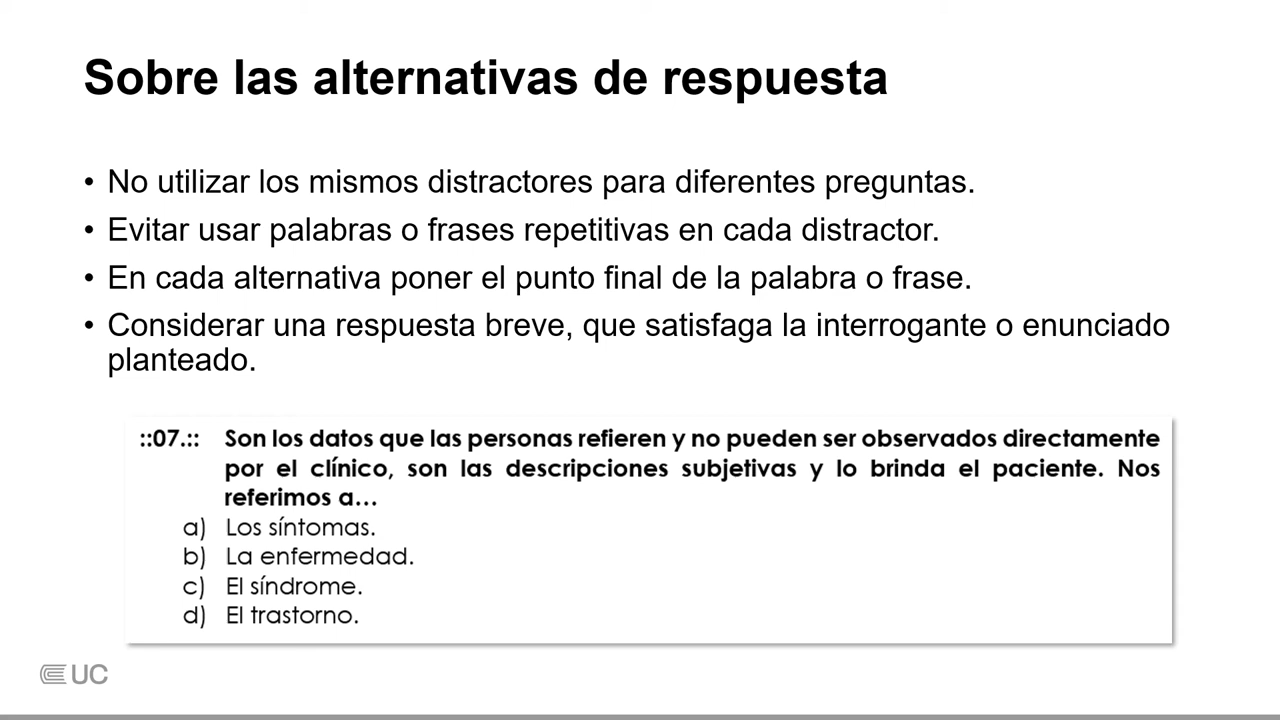 Sobre las alternativas de respuesta
• No utilizar los mismos distractores para diferentes preguntas.
• Evitar usar palabras o frases repetitivas en cada distractor.
• En cada alternativa poner el punto final de la palabra o frase.
• Considerar una respuesta breve, que satisfaga la interrogante o enunciado
planteado.
::07.:: Son los datos que las personas refieren y no pueden ser observados directamente
por el clínico, son las descripciones subjetivas y lo brinda el paciente. Nos
referimos a…
a) Los síntomas.
b) La enfermedad.
c) El síndrome.
d) El trastorno.
UC